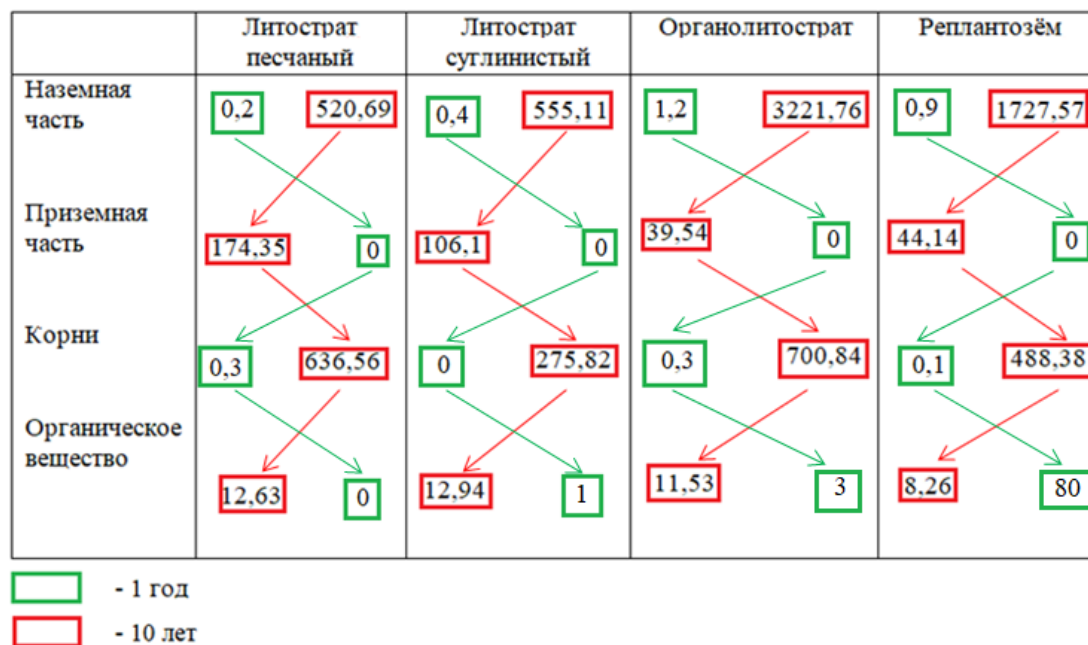 Литострат песчаный Литострат суглинистый Органолитострат Реплантозём
Наземная часть 0,2 520,69 0,4 555,11 1,2 3221,76 0,9 1727,57
Приземная часть 174,35 0 106,1 0 39,54 0 44,14 0
Корни 0,3 636,56 0 275,82 0,3 700,84 0,1 488,38
Органическое вещество 12,63 0 12,94 1 11,53 3 8,26 80
- 1 год
- 10 лет